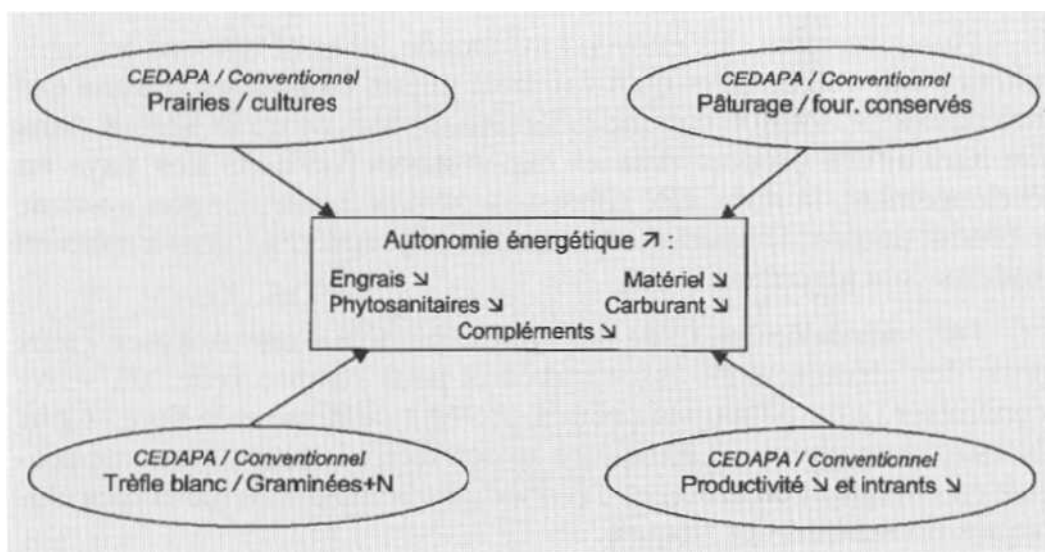 CEDAPA / Conventionnel
Prairies / cultures
CEDAPA / Conventionnel
Pâturage / four. conservés
Autonomie énergétique ↗ :
Engrais ↘
Matériel ↘
Phytosanitaires ↘
Carburant ↘
Compléments ↘
CEDAPA / Conventionnel
Trèfle blanc / Graminées+N
CEDAPA / Conventionnel
Productivité ↘ et intrants ↘